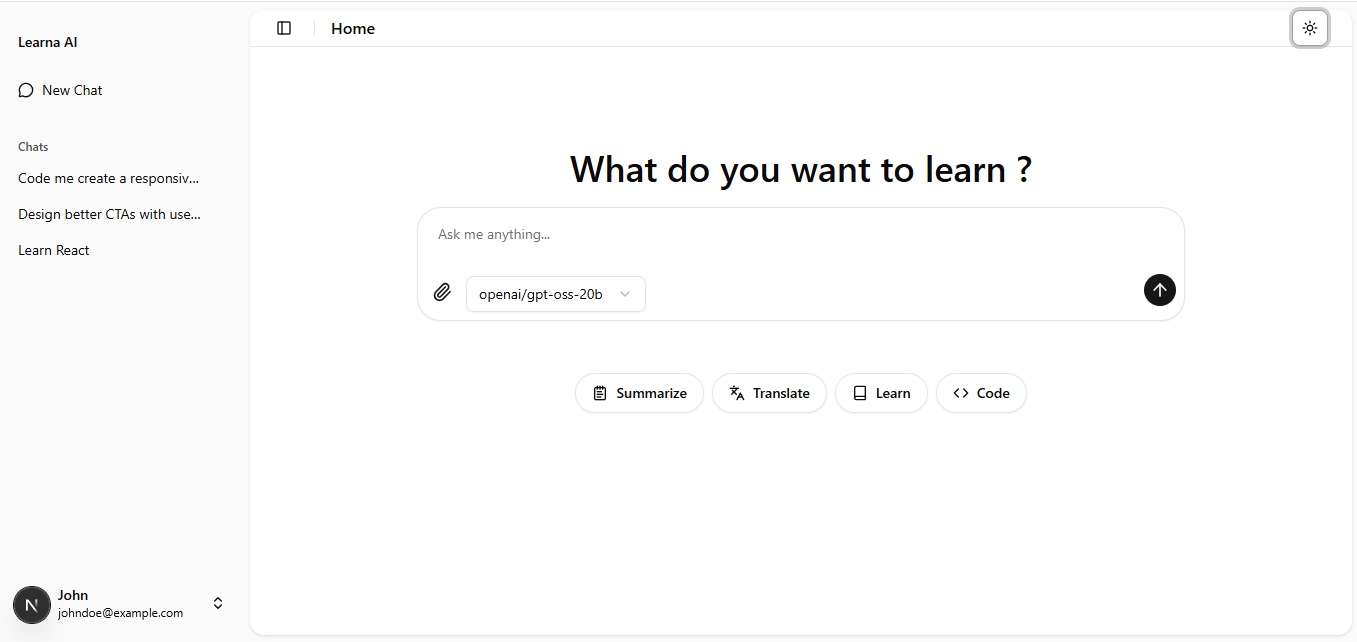 Learna AI
New Chat
Chats
Code me create a responsiv...
Design better CTAs with use...
Learn React
N
John
johndoe@example.com
Home
What do you want to learn ?
Ask me anything...
openai/gpt-oss-20b
Summarize
Translate
Learn
Code